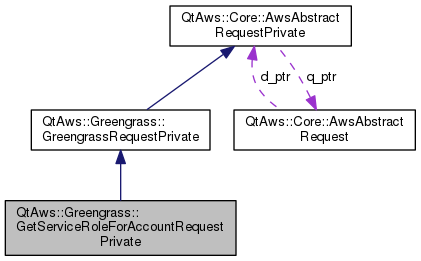 QtAws::Core::AwsAbstract
RequestPrivate
d_ptr
q_ptr
QtAws::Greengrass::
GreengrassRequestPrivate
QtAws::Core::AwsAbstract
Request
QtAws::Greengrass::
GetServiceRoleForAccountRequest
Private